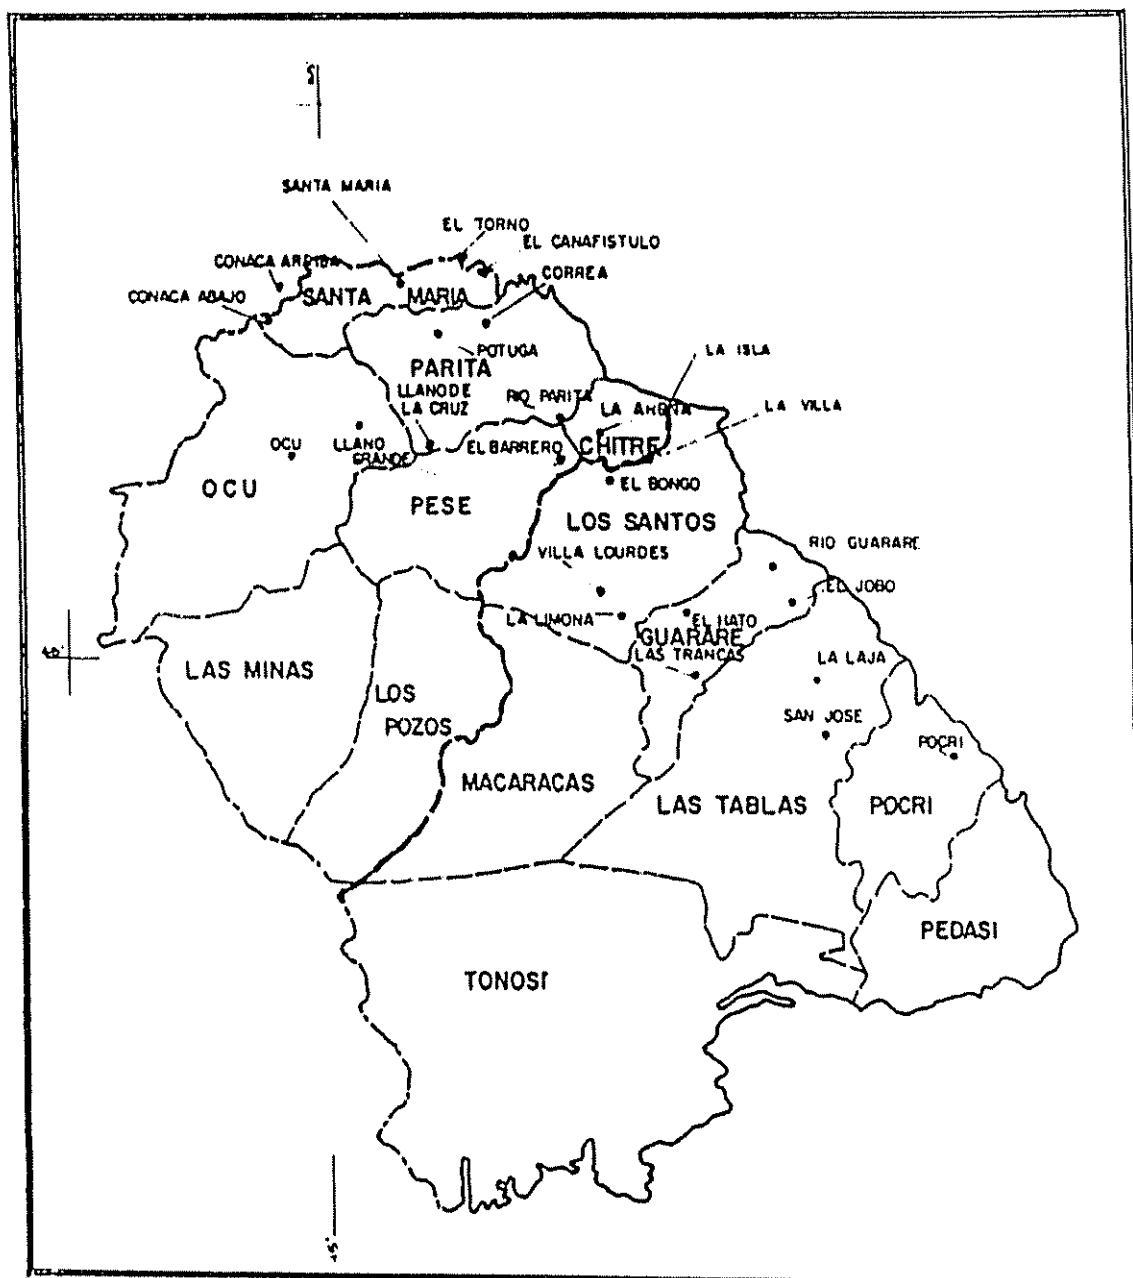 SANTA MARIA
EL TORNO
EL CANAFISTULO
CONACA ARRIBA
CORREA
CONACA ABAJO
SANTA MARIA
POTUGA
LA ISLA
PARITA
LLANO DE
LA CRUZ
RIO PARITA
LA ARENA
LA VILLA
OCU
LLANO
GRANDE
EL BARRERO
CHITRE
EL BONGO
OCU
PESE
LOS SANTOS
VILLA LOURDES
RIO GUARARE
EL JOBO
LA LIMONA
EL HATO
GUARARE
LAS TRANCAS
LAS MINAS
LA LAJA
LOS
POZOS
SAN JOSE
POCRI
MACARACAS
LAS TABLAS
POCRI
PEDASI
TONOSI